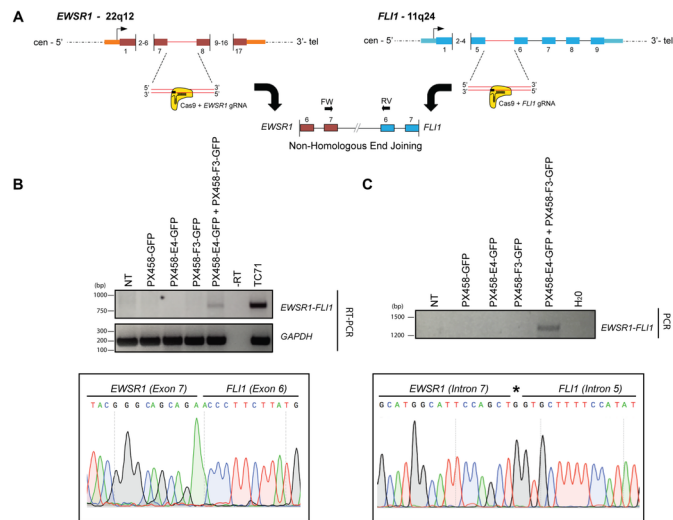 A
EWSR1 - 22q12
FLI1 - 11q24
cen - 5'
2-6
9-16
3'- tel
1
7
8
17
cen - 5'
2-4
3'- tel
1
5
6
7
8
9
5'
3'
3'
5'
Cas9 + EWSR1 gRNA
5'
3'
3'
5'
Cas9 + FLI1 gRNA
FW
RV
EWSR1
6
7
6
7
FLI1
Non-Homologous End Joining
B
NT
PX458-GFP
PX458-E4-GFP
PX458-F3-GFP
PX458-E4-GFP + PX458-F3-GFP
-RT
TC71
(bp)
1000
750
EWSR1-FLI1
300
200
100
GAPDH
RT-PCR
EWSR1 (Exon 7)
FLI1 (Exon 6)
T A C G G G C A G C A G A A C C C T T C T T A T G
C
NT
PX458-GFP
PX458-E4-GFP
PX458-F3-GFP
PX458-E4-GFP + PX458-F3-GFP
H20
(bp)
1500
1200
EWSR1-FLI1
PCR
EWSR1 (Intron 7)
*
FLI1 (Intron 5)
G C A T G G C A T T C C A G C T G G T G C T T T T C C A T A T